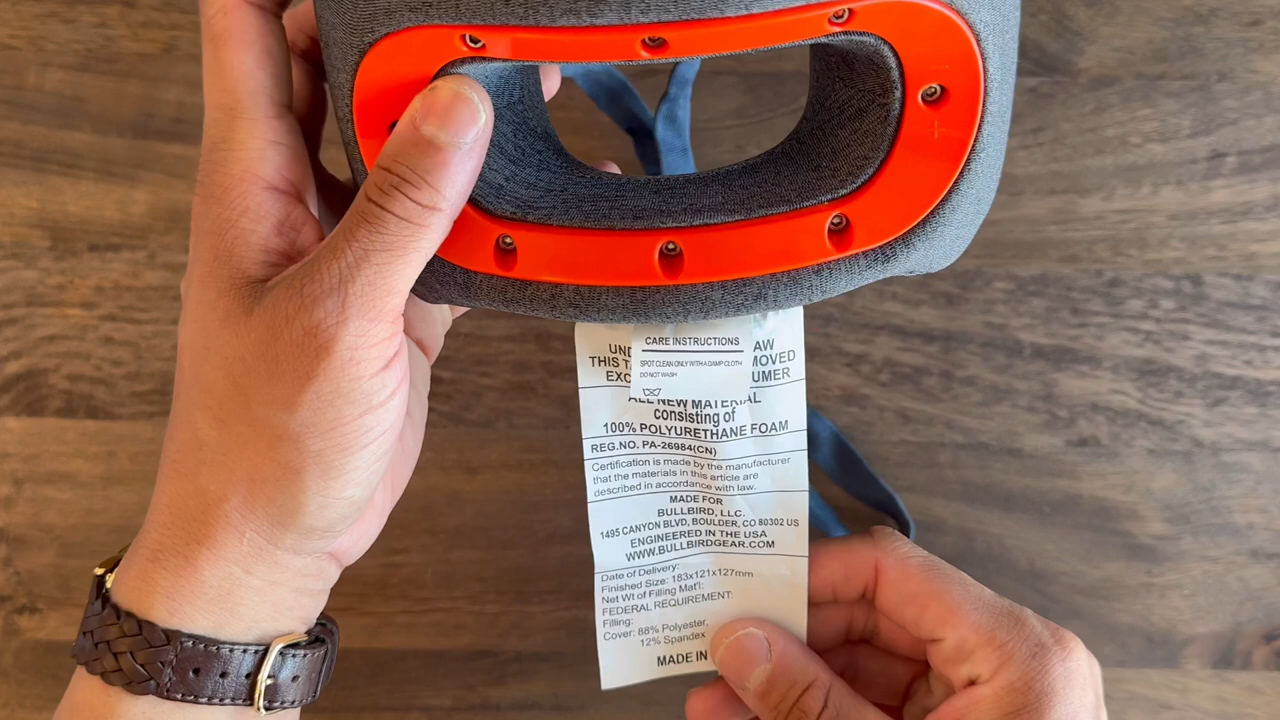 CARE INSTRUCTIONS
SPOT CLEAN ONLY WITH A DAMP CLOTH
DO NOT WASH
UND AW
THIS T MOVED
EXC UMER
ALL NEW MATERIAL
consisting of
100% POLYURETHANE FOAM
REG.NO. PA-26984(CN)
Certification is made by the manufacturer
that the materials in this article are
described in accordance with law.
MADE FOR
BULLBIRD, LLC.
1495 CANYON BLVD, BOULDER, CO 80302 US
ENGINEERED IN THE USA
WWW.BULLBIRDGEAR.COM
Date of Delivery:
Finished Size: 183x121x127mm
Net Wt of Filling Mat'l:
FEDERAL REQUIREMENT:
Filling:
Cover: 88% Polyester,
12% Spandex
MADE IN